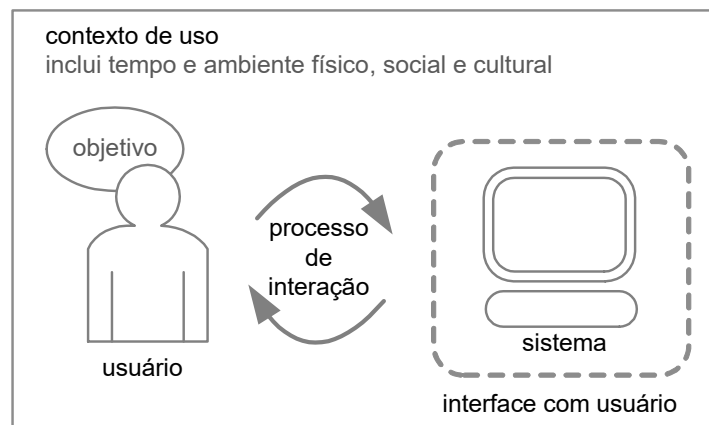 contexto de uso
inclui tempo e ambiente físico, social e cultural
objetivo
processo
de
interação
usuário
sistema
interface com usuário